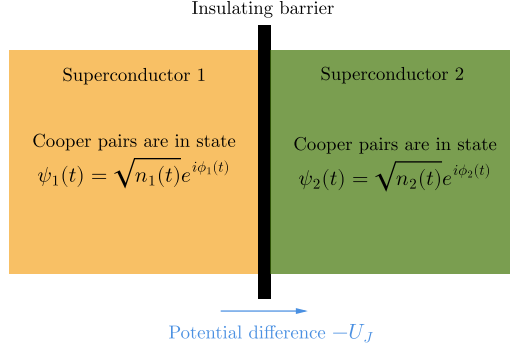 Insulating barrier
Superconductor 1
Superconductor 2
Cooper pairs are in state
ψ₁(t) = √n₁(t)e^{iϕ₁(t)}
Cooper pairs are in state
ψ₂(t) = √n₂(t)e^{iϕ₂(t)}
Potential difference −U_J